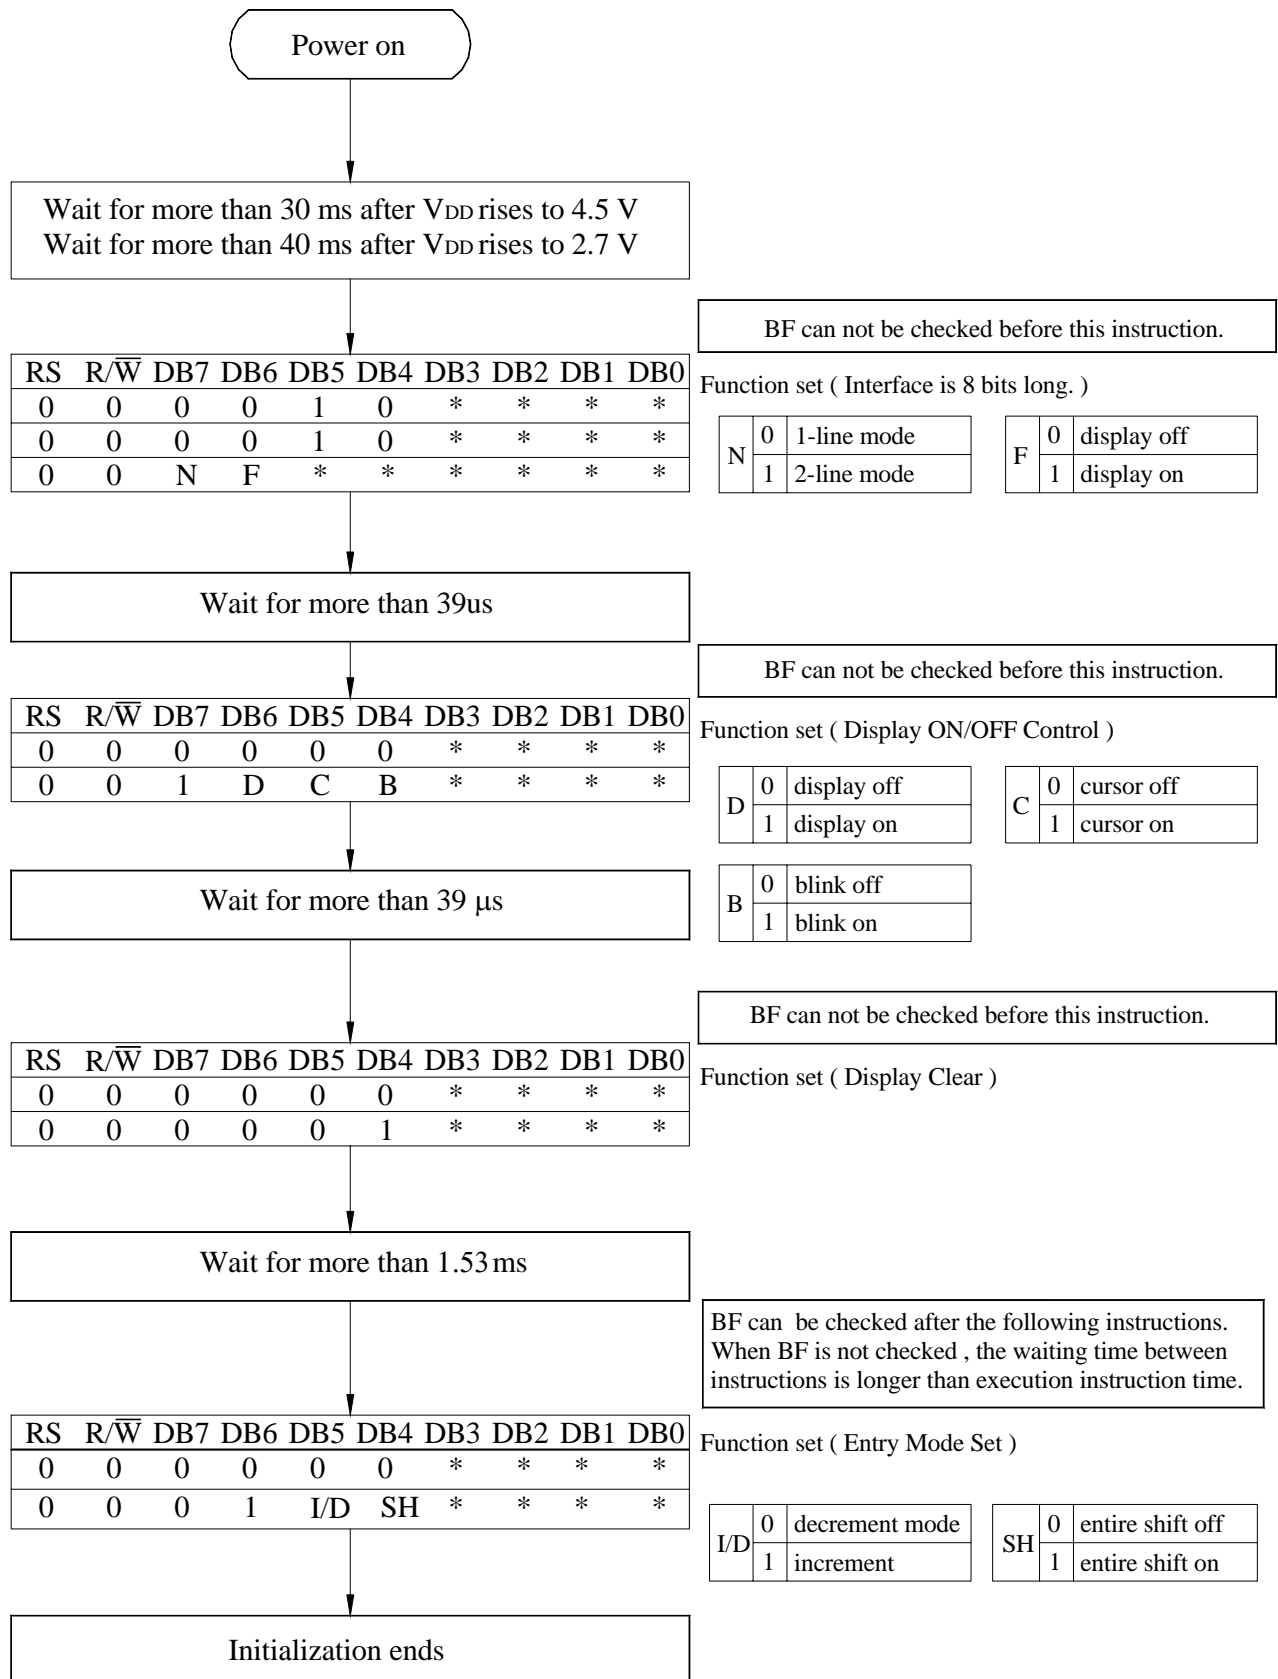 Power on
Wait for more than 30 ms after VDD rises to 4.5 V
Wait for more than 40 ms after VDD rises to 2.7 V
BF can not be checked before this instruction.
RS R/W̅ DB7 DB6 DB5 DB4 DB3 DB2 DB1 DB0
0 0 0 0 1 0 * * * *
0 0 0 0 1 0 * * * *
0 0 N F * * * * * *
Function set ( Interface is 8 bits long. )
N 0 1-line mode
1 2-line mode
F 0 display off
1 display on
Wait for more than 39us
BF can not be checked before this instruction.
RS R/W̅ DB7 DB6 DB5 DB4 DB3 DB2 DB1 DB0
0 0 0 0 0 0 * * * *
0 0 1 D C B * * * *
Function set ( Display ON/OFF Control )
D 0 display off
1 display on
C 0 cursor off
1 cursor on
B 0 blink off
1 blink on
Wait for more than 39 μs
BF can not be checked before this instruction.
RS R/W̅ DB7 DB6 DB5 DB4 DB3 DB2 DB1 DB0
0 0 0 0 0 0 * * * *
0 0 0 0 0 1 * * * *
Function set ( Display Clear )
Wait for more than 1.53 ms
BF can be checked after the following instructions.
When BF is not checked , the waiting time between
instructions is longer than execution instruction time.
RS R/W̅ DB7 DB6 DB5 DB4 DB3 DB2 DB1 DB0
0 0 0 0 0 0 * * * *
0 0 0 1 I/D SH * * * *
Function set ( Entry Mode Set )
I/D 0 decrement mode
1 increment
SH 0 entire shift off
1 entire shift on
Initialization ends